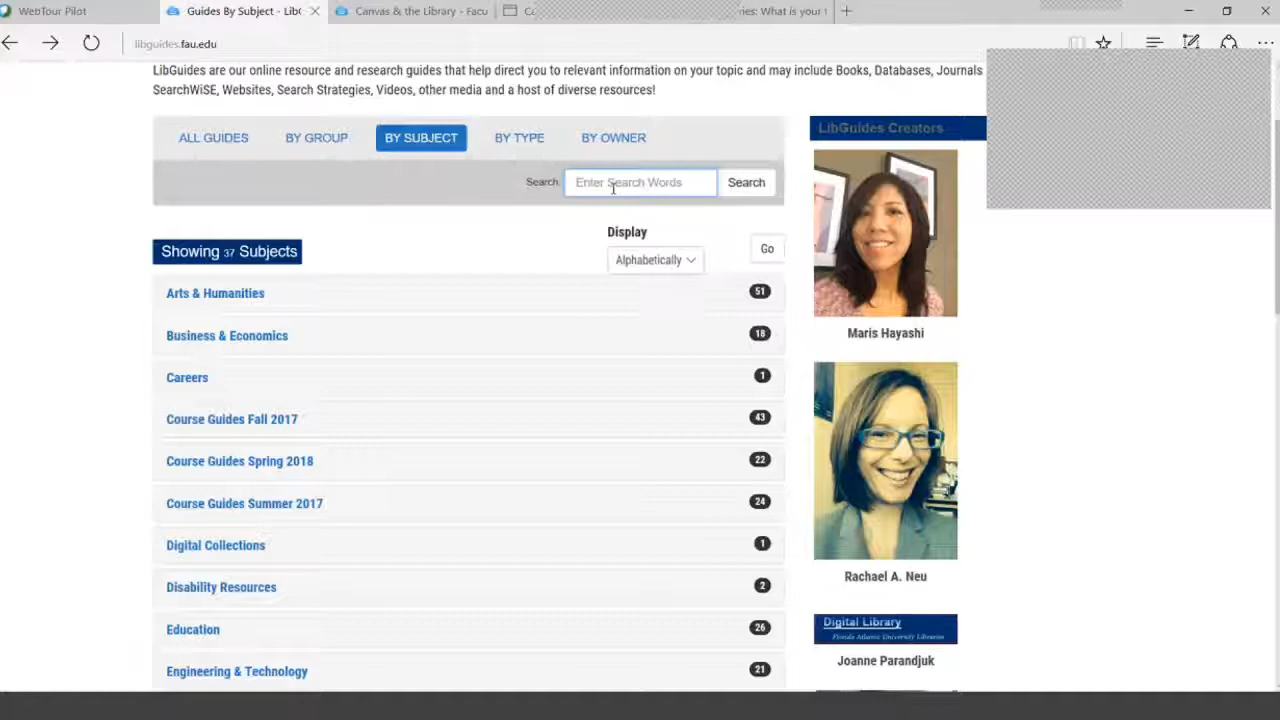 WebTour Pilot
Guides By Subject - LibG
Canvas & the Library - Facu
Ca
ries: What is your t
libguides.fau.edu
LibGuides are our online resource and research guides that help direct you to relevant information on your topic and may include Books, Databases, Journals
SearchWiSE, Websites, Search Strategies, Videos, other media and a host of diverse resources!
ALL GUIDES BY GROUP BY SUBJECT BY TYPE BY OWNER
Search Enter Search Words Search
Display
Showing 37 Subjects
Alphabetically Go
Arts & Humanities 51
Business & Economics 18
Careers 1
Course Guides Fall 2017 43
Course Guides Spring 2018 22
Course Guides Summer 2017 24
Digital Collections 1
Disability Resources 2
Education 26
Engineering & Technology 21
LibGuides Creators
Maris Hayashi
Rachael A. Neu
Digital Library
Florida Atlantic University Libraries
Joanne Parandjuk